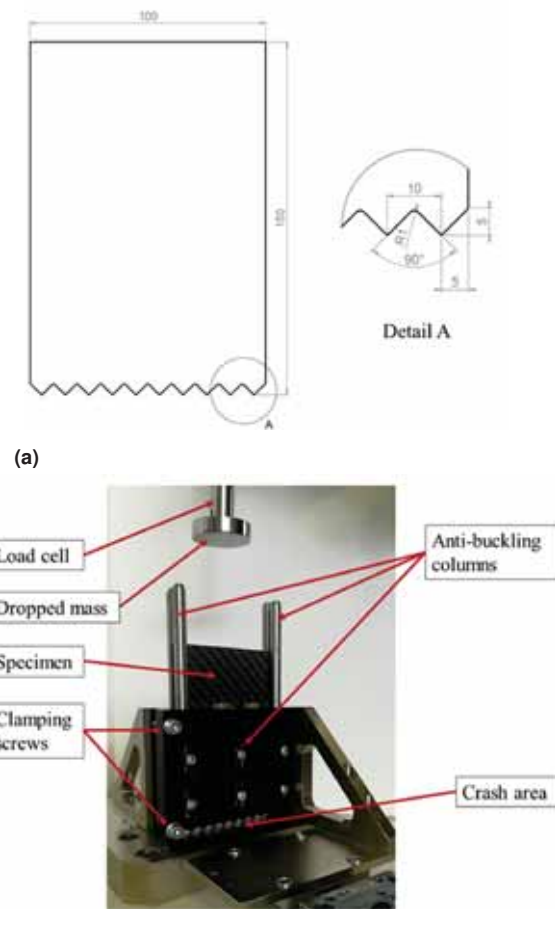 100
150
10
R1
90°
5
5
Detail A
A
(a)
Load cell
Anti-buckling
columns
Dropped mass
Specimen
Clamping
screws
Crash area